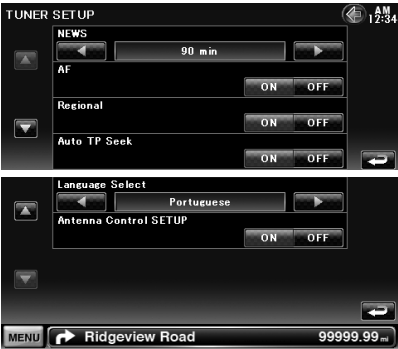 TUNER SETUP
AM
12:34
NEWS
90 min
AF
ON OFF
Regional
ON OFF
Auto TP Seek
ON OFF
Language Select
Portuguese
Antenna Control SETUP
ON OFF
MENU Ridgeview Road 99999.99 mi